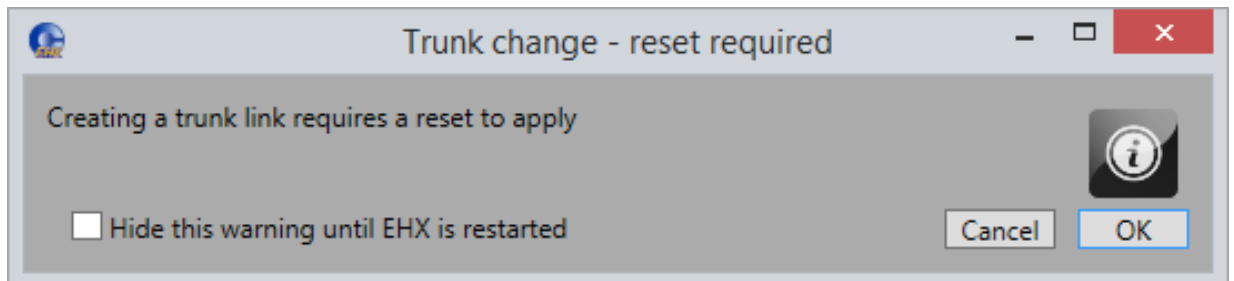 EHX
Trunk change - reset required
Creating a trunk link requires a reset to apply
Hide this warning until EHX is restarted
Cancel
OK